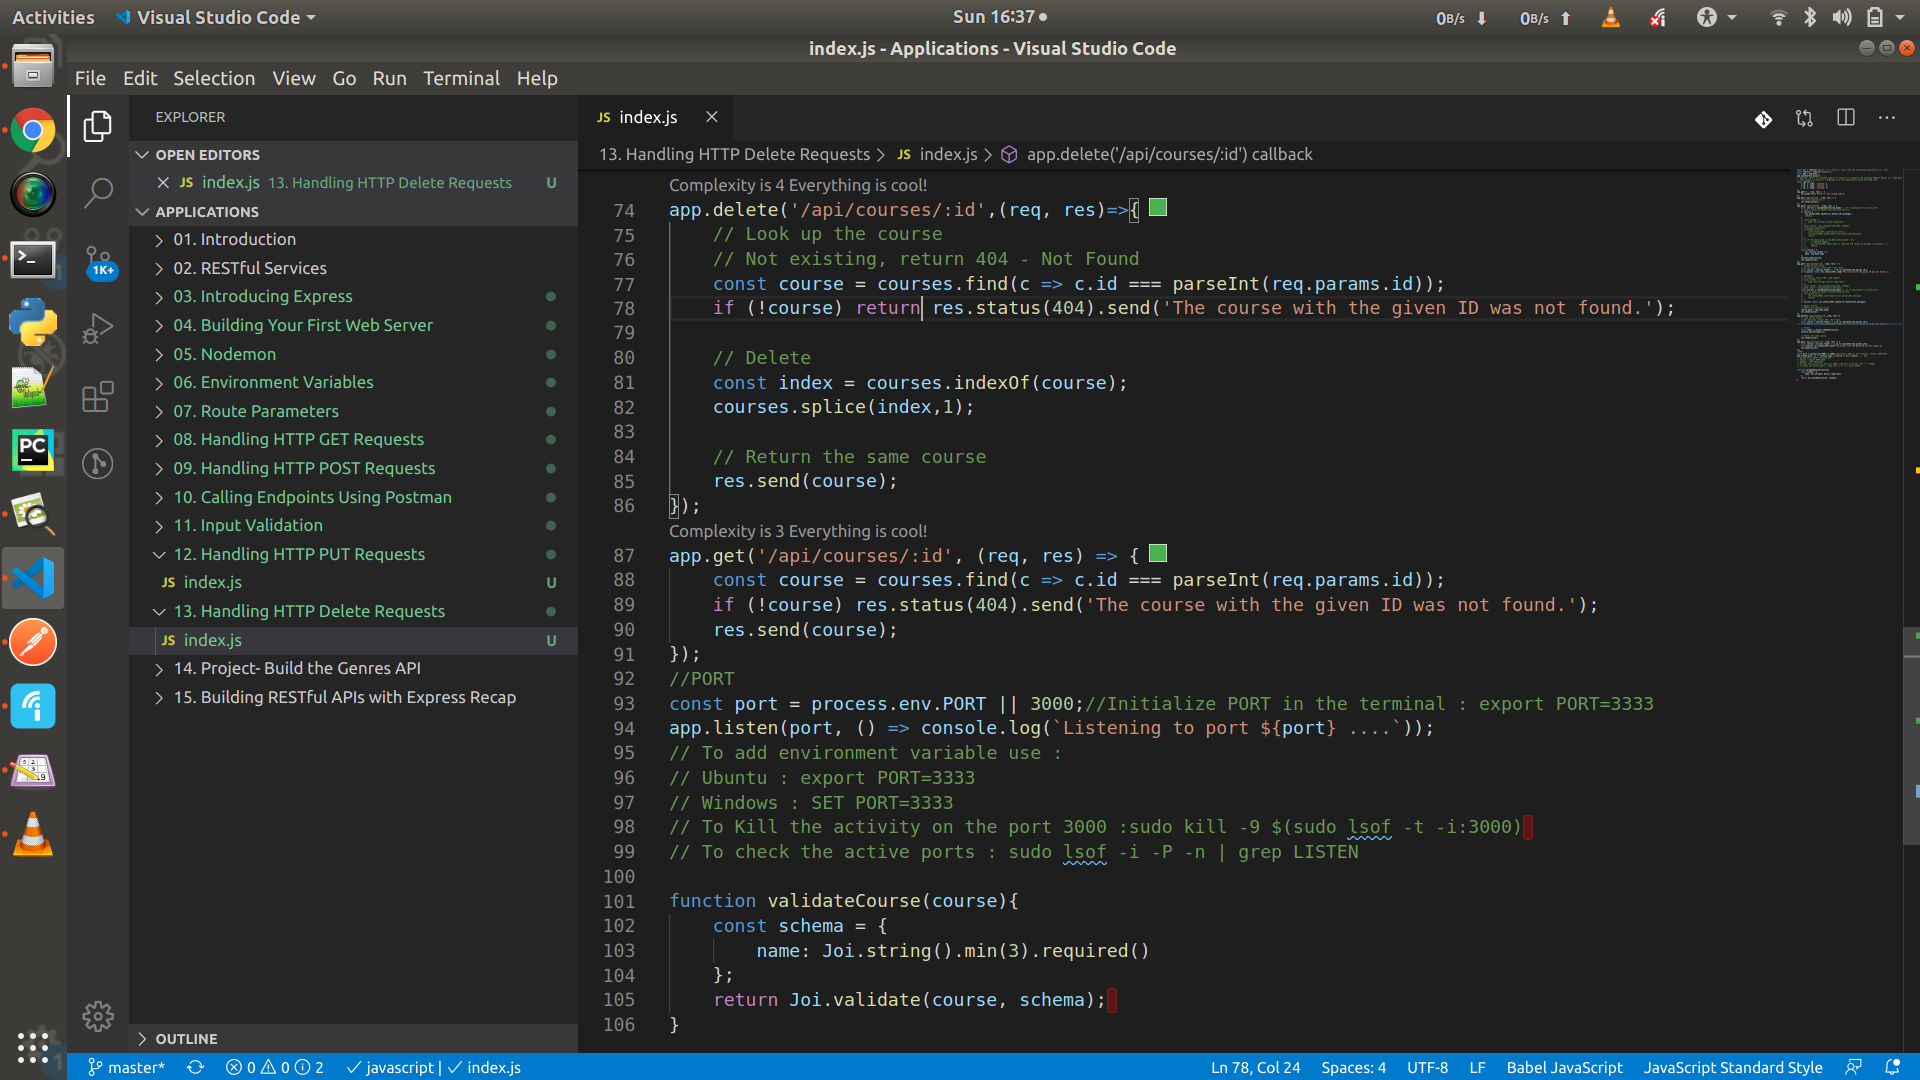 Activities
Visual Studio Code
Sun 16:37
0B/s
0B/s
index.js - Applications - Visual Studio Code
File Edit Selection View Go Run Terminal Help
EXPLORER
OPEN EDITORS
JS index.js 13. Handling HTTP Delete Requests U
APPLICATIONS
01. Introduction
02. RESTful Services
03. Introducing Express
04. Building Your First Web Server
05. Nodemon
06. Environment Variables
07. Route Parameters
08. Handling HTTP GET Requests
09. Handling HTTP POST Requests
10. Calling Endpoints Using Postman
11. Input Validation
12. Handling HTTP PUT Requests
JS index.js U
13. Handling HTTP Delete Requests
JS index.js U
14. Project- Build the Genres API
15. Building RESTful APIs with Express Recap
OUTLINE
1K+
PC
JS index.js
13. Handling HTTP Delete Requests > JS index.js > app.delete('/api/courses/:id') callback
Complexity is 4 Everything is cool!
74 app.delete('/api/courses/:id',(req, res)=>{
75 // Look up the course
76 // Not existing, return 404 - Not Found
77 const course = courses.find(c => c.id === parseInt(req.params.id));
78 if (!course) return res.status(404).send('The course with the given ID was not found.');
79
80 // Delete
81 const index = courses.indexOf(course);
82 courses.splice(index,1);
83
84 // Return the same course
85 res.send(course);
86 });
Complexity is 3 Everything is cool!
87 app.get('/api/courses/:id', (req, res) => {
88 const course = courses.find(c => c.id === parseInt(req.params.id));
89 if (!course) res.status(404).send('The course with the given ID was not found.');
90 res.send(course);
91 });
92 //PORT
93 const port = process.env.PORT || 3000;//Initialize PORT in the terminal : export PORT=3333
94 app.listen(port, () => console.log(`Listening to port ${port} ....`));
95 // To add environment variable use :
96 // Ubuntu : export PORT=3333
97 // Windows : SET PORT=3333
98 // To Kill the activity on the port 3000 :sudo kill -9 $(sudo lsof -t -i:3000)
99 // To check the active ports : sudo lsof -i -P -n | grep LISTEN
100
101 function validateCourse(course){
102 const schema = {
103 name: Joi.string().min(3).required()
104 };
105 return Joi.validate(course, schema);
106 }
master* 0 0 2 javascript | index.js Ln 78, Col 24 Spaces: 4 UTF-8 LF Babel JavaScript JavaScript Standard Style